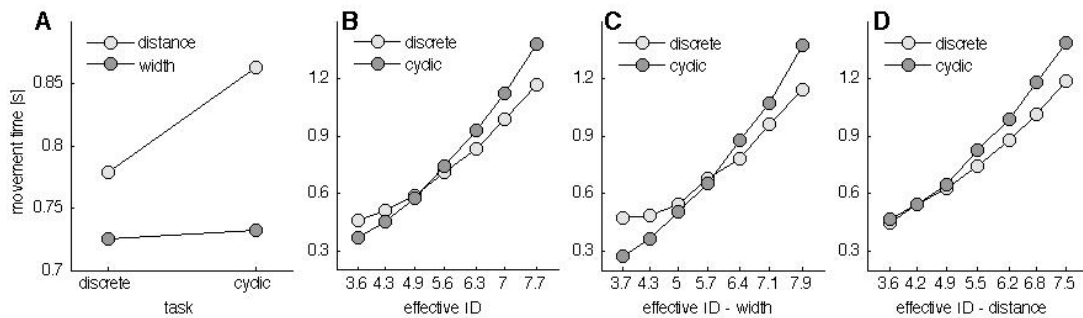 A B C D
distance
width
0.85
0.8
0.75
0.7
movement time [s]
discrete cyclic
task
discrete
cyclic
1.2
0.9
0.6
0.3
3.6 4.3 4.9 5.6 6.3 7 7.7
effective ID
discrete
cyclic
1.2
0.9
0.6
0.3
3.7 4.3 5 5.7 6.4 7.1 7.9
effective ID - width
discrete
cyclic
1.2
0.9
0.6
0.3
3.6 4.2 4.9 5.5 6.2 6.8 7.5
effective ID - distance